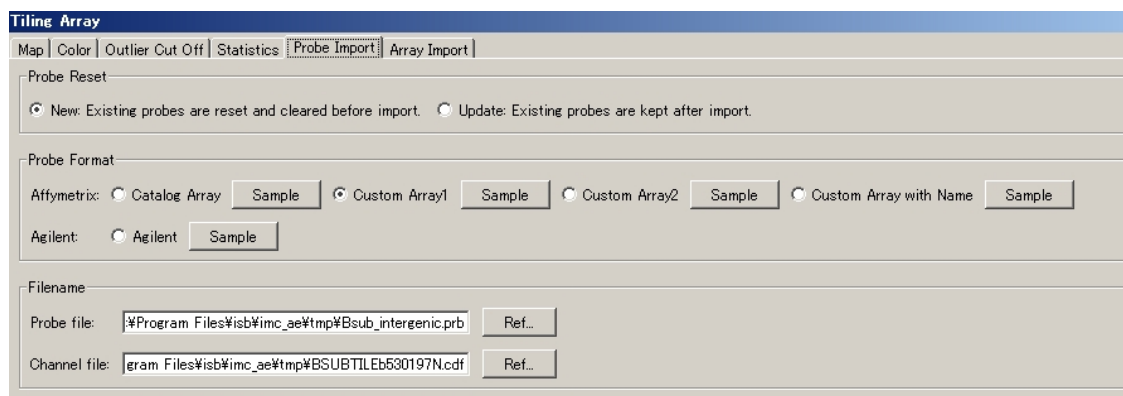 Tiling Array
Map Color Outlier Cut Off Statistics Probe Import Array Import
Probe Reset
New: Existing probes are reset and cleared before import. Update: Existing probes are kept after import.
Probe Format
Affymetrix: Catalog Array Sample Custom Array1 Sample Custom Array2 Sample Custom Array with Name Sample
Agilent: Agilent Sample
Filename
Probe file: :¥Program Files¥isb¥imc_ae¥tmp¥Bsub_intergenic.prb Ref...
Channel file: gram Files¥isb¥imc_ae¥tmp¥BSUBTILEb530197N.cdf Ref...